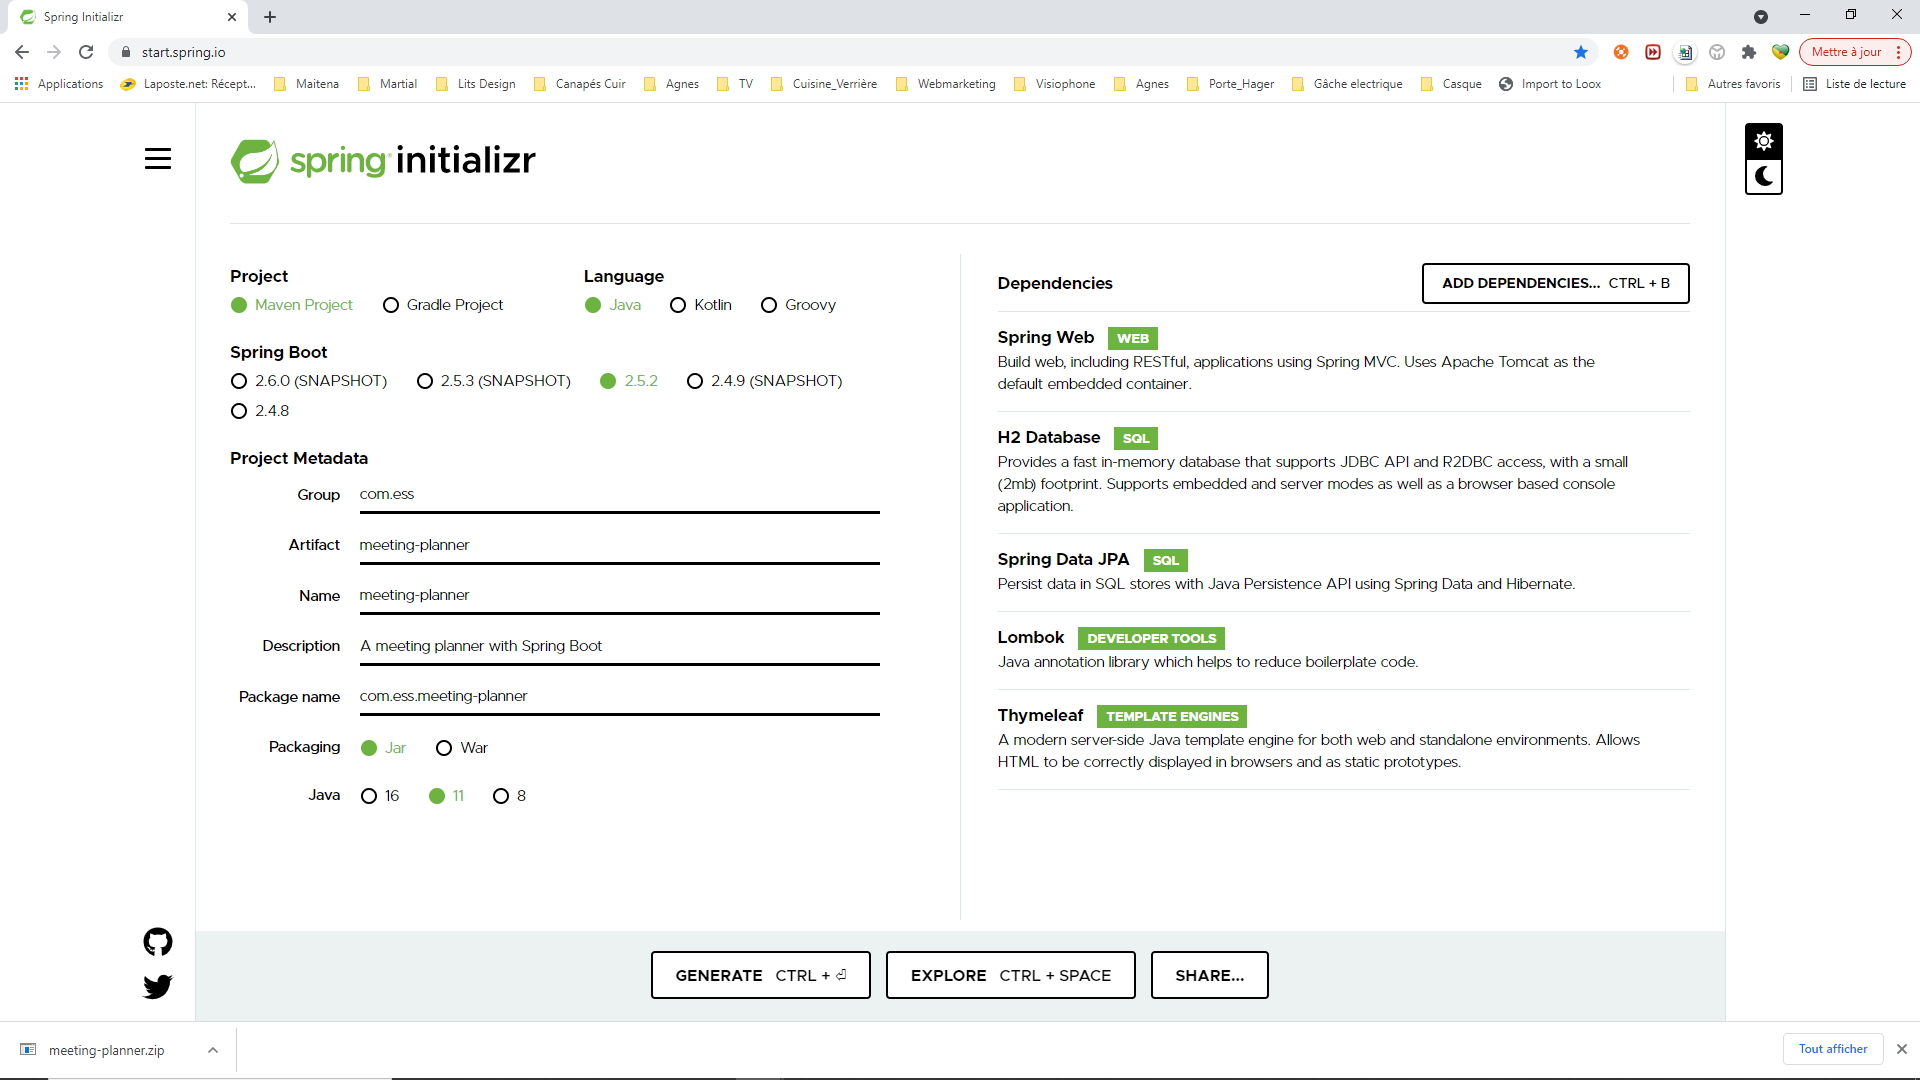 Spring Initializr
start.spring.io
Mettre à jour
Applications
Laposte.net: Récept...
Maitena
Martial
Lits Design
Canapés Cuir
Agnes
TV
Cuisine_Verrière
Webmarketing
Visiophone
Agnes
Porte_Hager
Gâche electrique
Casque
Import to Loox
Autres favoris
Liste de lecture
spring initializr
Project
Maven Project
Gradle Project
Language
Java
Kotlin
Groovy
Spring Boot
2.6.0 (SNAPSHOT)
2.5.3 (SNAPSHOT)
2.5.2
2.4.9 (SNAPSHOT)
2.4.8
Project Metadata
Group com.ess
Artifact meeting-planner
Name meeting-planner
Description A meeting planner with Spring Boot
Package name com.ess.meeting-planner
Packaging Jar War
Java 16 11 8
Dependencies
ADD DEPENDENCIES... CTRL + B
Spring Web WEB
Build web, including RESTful, applications using Spring MVC. Uses Apache Tomcat as the
default embedded container.
H2 Database SQL
Provides a fast in-memory database that supports JDBC API and R2DBC access, with a small
(2mb) footprint. Supports embedded and server modes as well as a browser based console
application.
Spring Data JPA SQL
Persist data in SQL stores with Java Persistence API using Spring Data and Hibernate.
Lombok DEVELOPER TOOLS
Java annotation library which helps to reduce boilerplate code.
Thymeleaf TEMPLATE ENGINES
A modern server-side Java template engine for both web and standalone environments. Allows
HTML to be correctly displayed in browsers and as static prototypes.
GENERATE CTRL + ⏎
EXPLORE CTRL + SPACE
SHARE...
meeting-planner.zip
Tout afficher